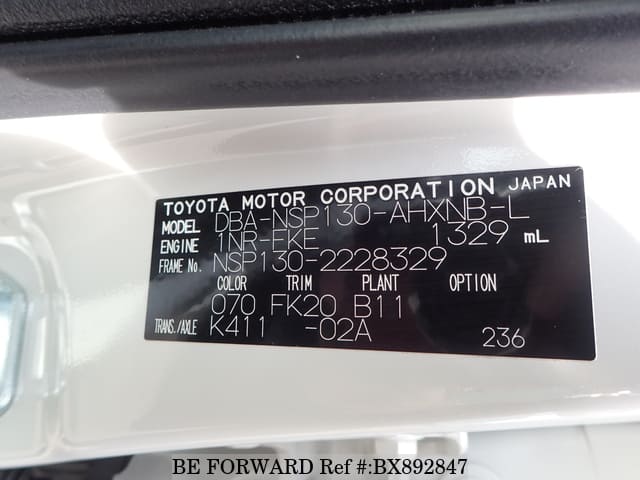 TOYOTA MOTOR CORPORATION JAPAN
MODEL DBA-NSP130-AHXNB-L
ENGINE 1NR-FKE 1329 mL
FRAME No. NSP130-2228329
COLOR TRIM PLANT OPTION
070 FK20 B11
TRANS./AXLE K411 -02A 236
BE FORWARD Ref #:BX892847